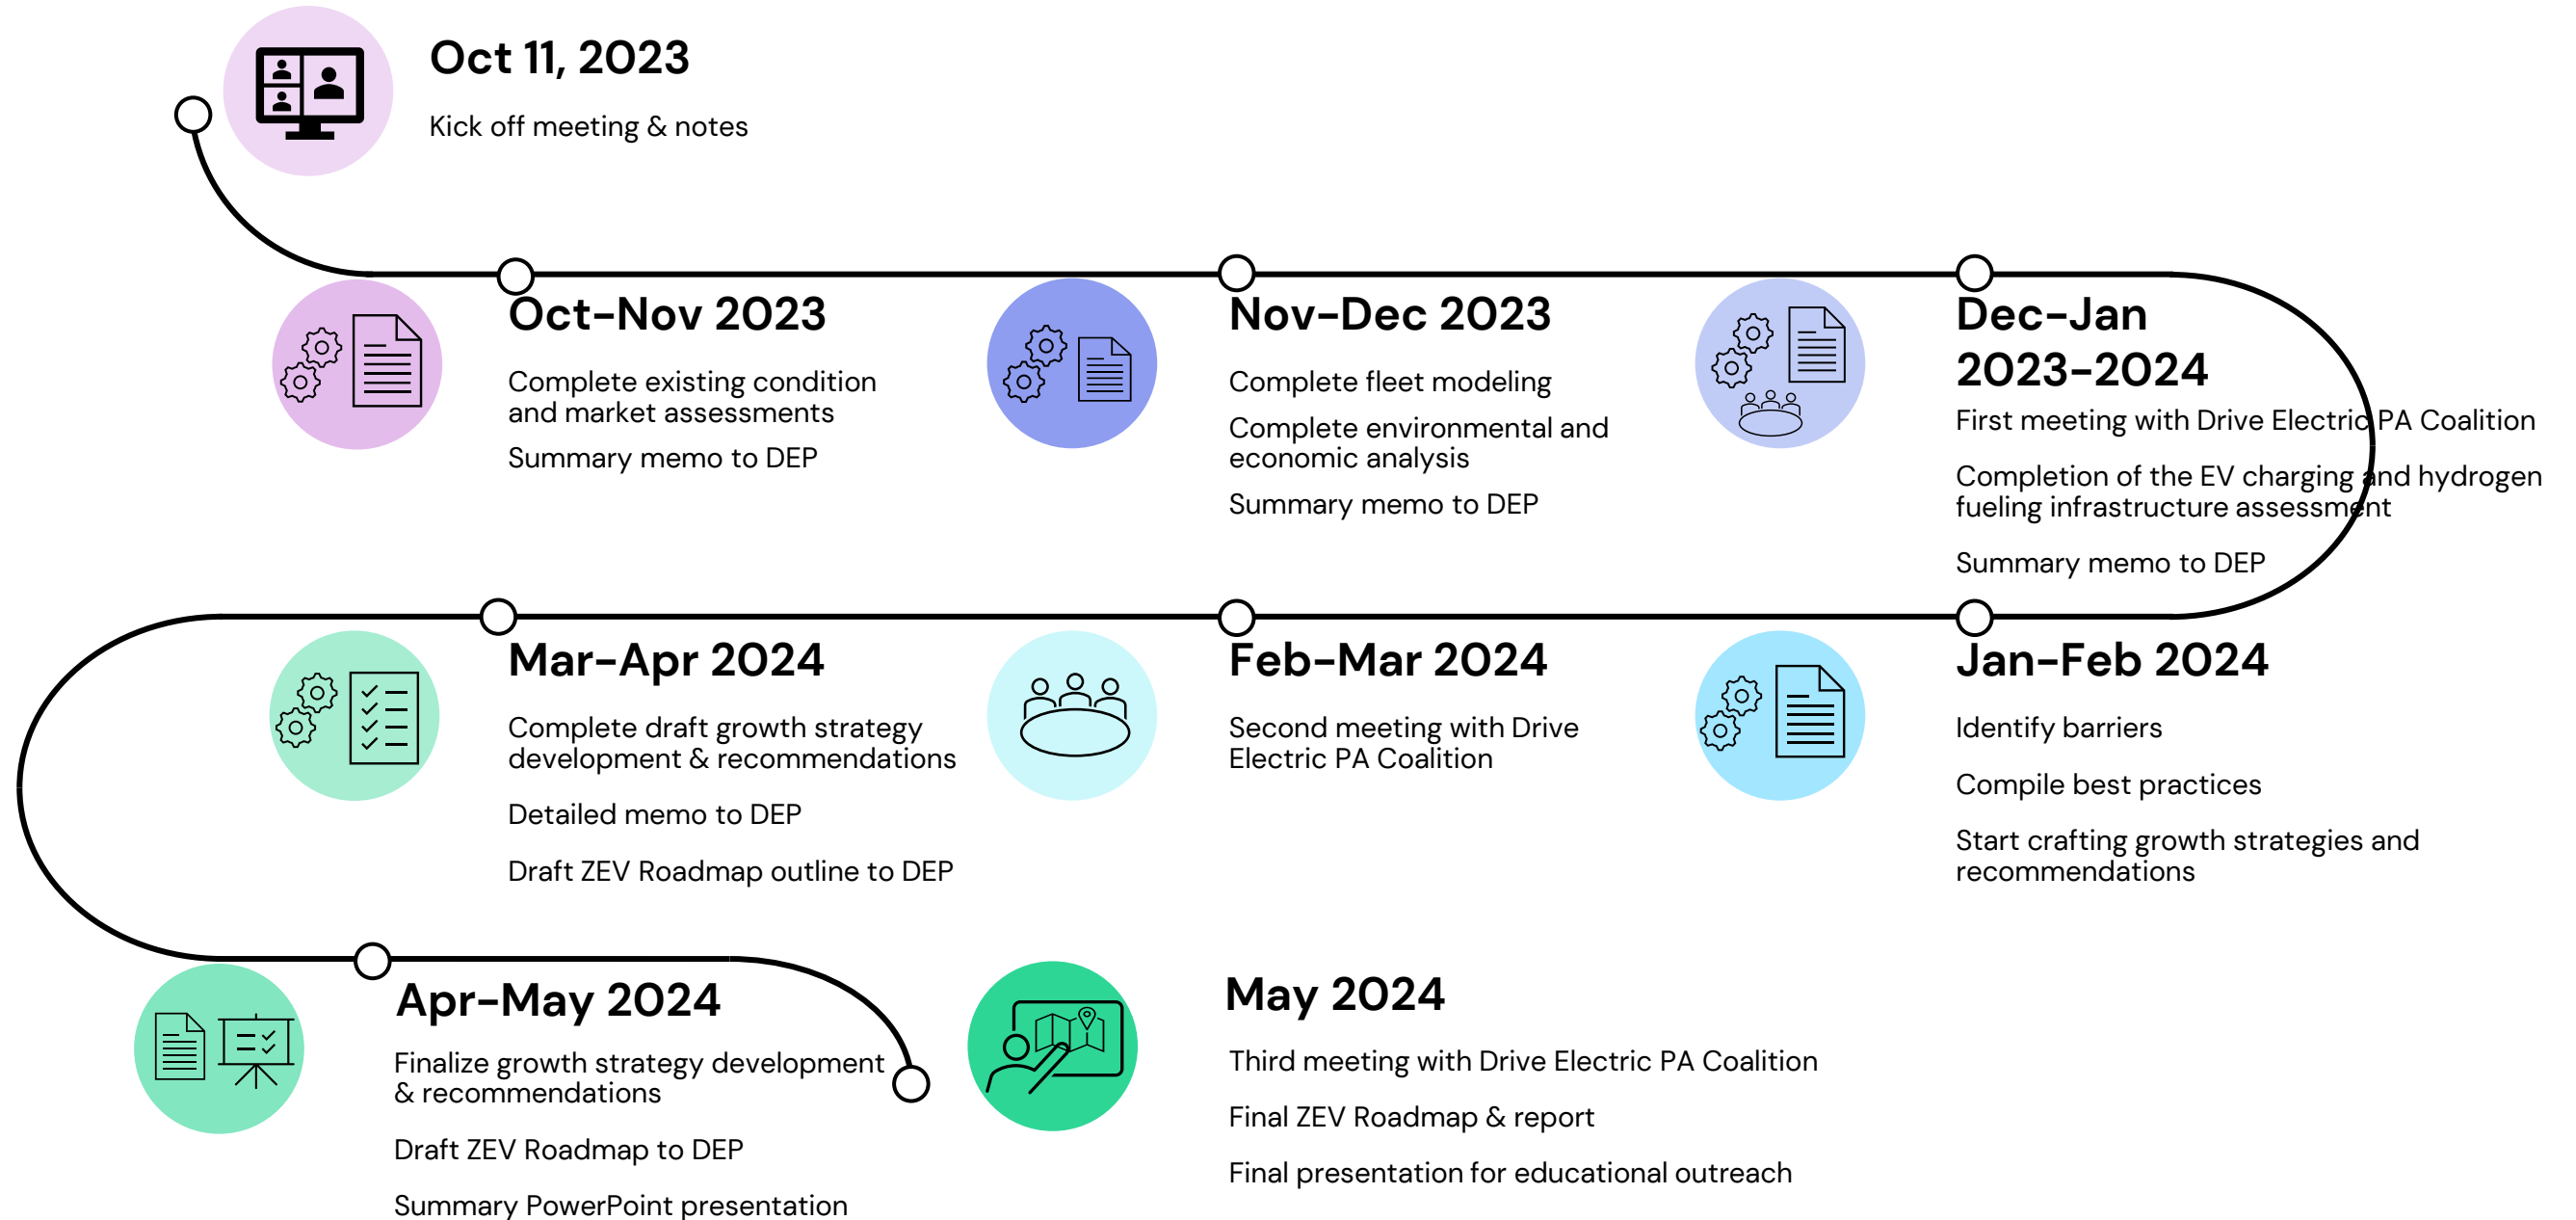 Oct 11, 2023
Kick off meeting & notes
Oct-Nov 2023
Complete existing condition
and market assessments
Summary memo to DEP
Nov-Dec 2023
Complete fleet modeling
Complete environmental and
economic analysis
Summary memo to DEP
Dec-Jan
2023-2024
First meeting with Drive Electric PA Coalition
Completion of the EV charging and hydrogen
fueling infrastructure assessment
Summary memo to DEP
Jan-Feb 2024
Identify barriers
Compile best practices
Start crafting growth strategies and
recommendations
Feb-Mar 2024
Second meeting with Drive
Electric PA Coalition
Mar-Apr 2024
Complete draft growth strategy
development & recommendations
Detailed memo to DEP
Draft ZEV Roadmap outline to DEP
Apr-May 2024
Finalize growth strategy development
& recommendations
Draft ZEV Roadmap to DEP
Summary PowerPoint presentation
May 2024
Third meeting with Drive Electric PA Coalition
Final ZEV Roadmap & report
Final presentation for educational outreach